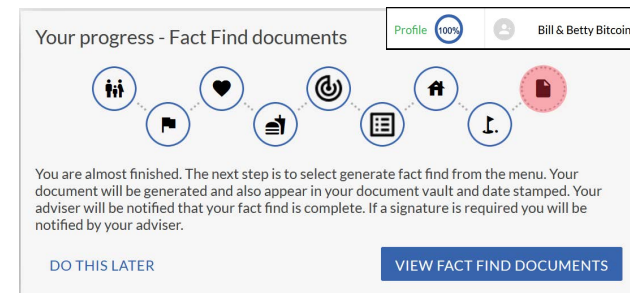 Your progress - Fact Find documents
Profile 100% Bill & Betty Bitcoin
You are almost finished. The next step is to select generate fact find from the menu. Your
document will be generated and also appear in your document vault and date stamped. Your
adviser will be notified that your fact find is complete. If a signature is required you will be
notified by your adviser.
DO THIS LATER
VIEW FACT FIND DOCUMENTS